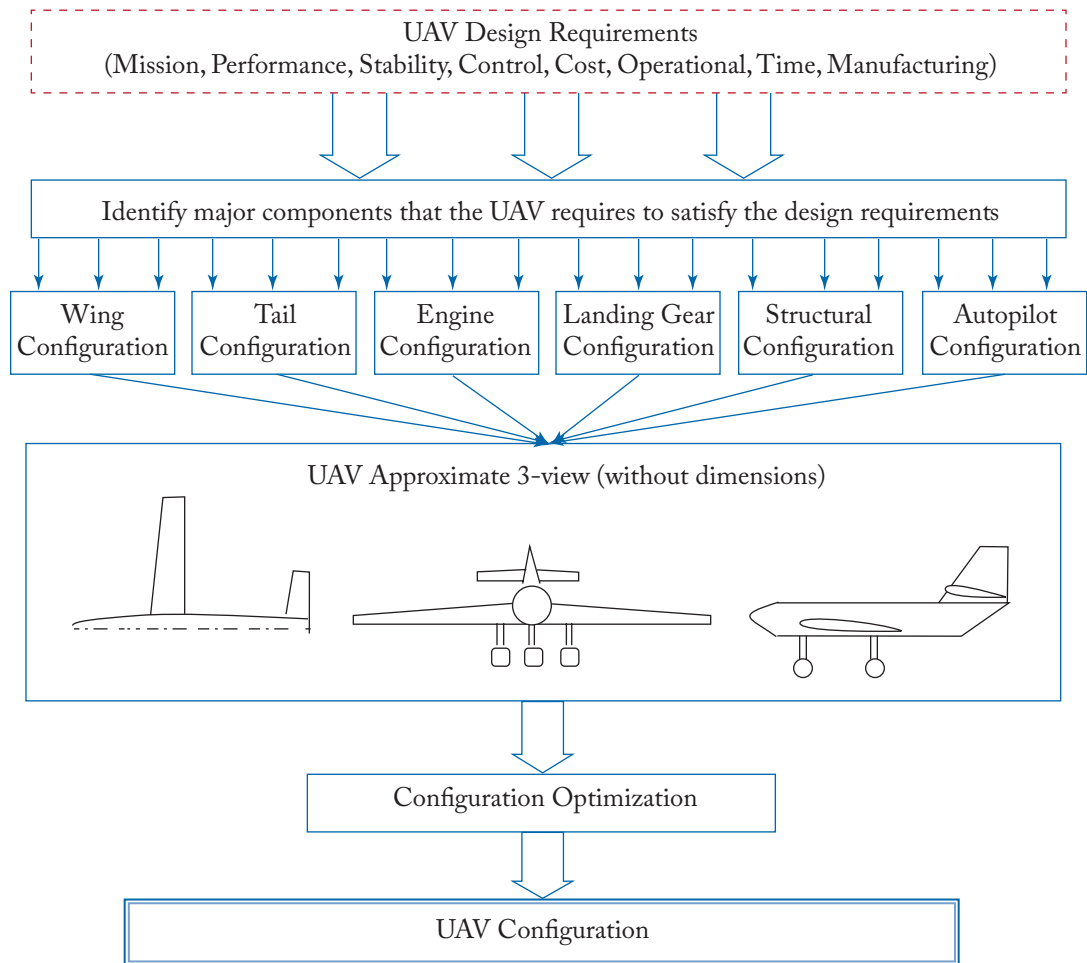 UAV Design Requirements
(Mission, Performance, Stability, Control, Cost, Operational, Time, Manufacturing)
Identify major components that the UAV requires to satisfy the design requirements
Wing
Configuration
Tail
Configuration
Engine
Configuration
Landing Gear
Configuration
Structural
Configuration
Autopilot
Configuration
UAV Approximate 3-view (without dimensions)
Configuration Optimization
UAV Configuration